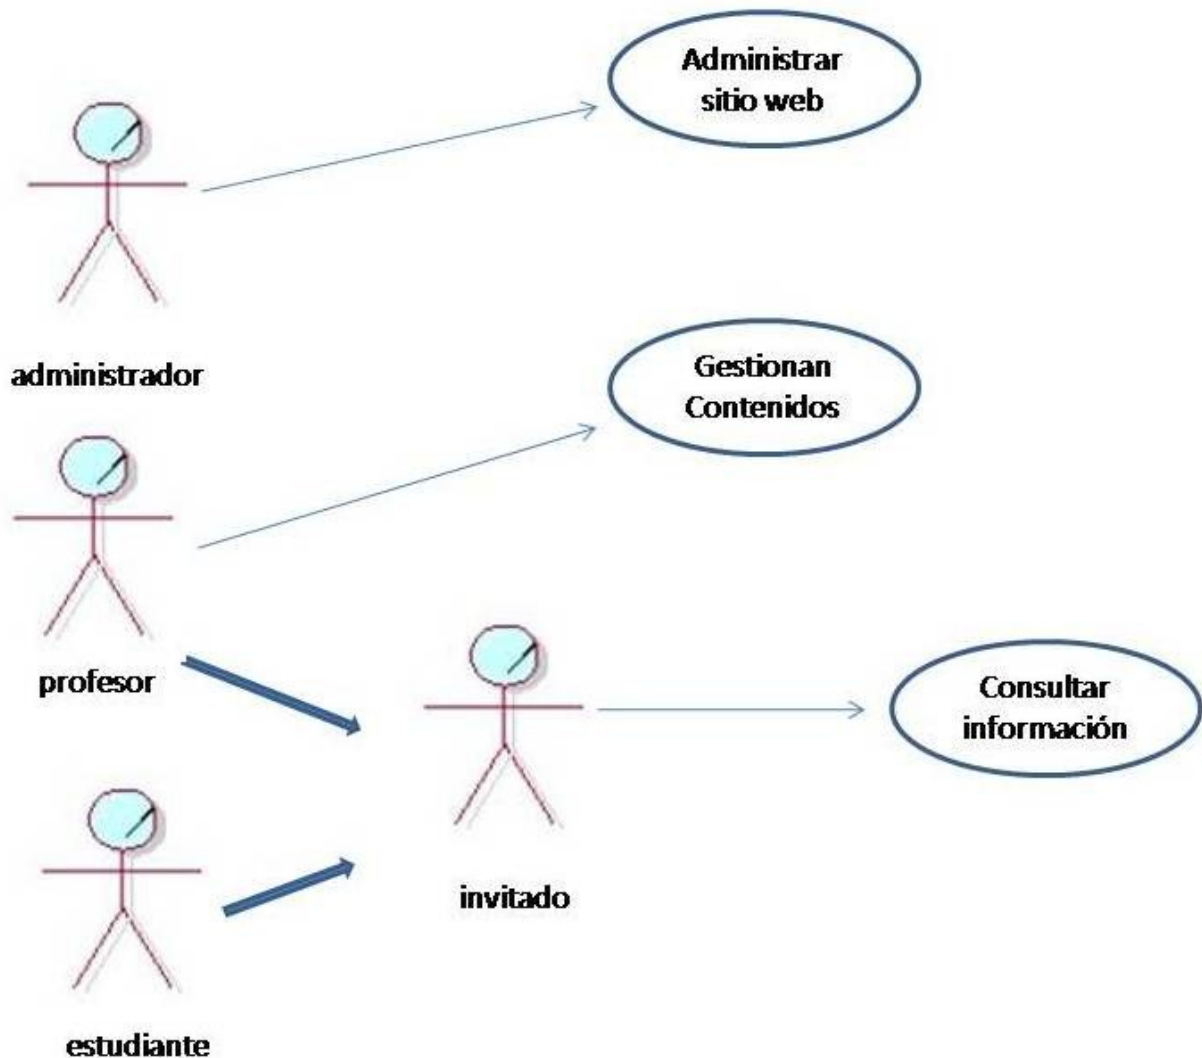 Administrar
sitio web
administrador
Gestionan
Contenidos
profesor
Consultar
información
invitado
estudiante